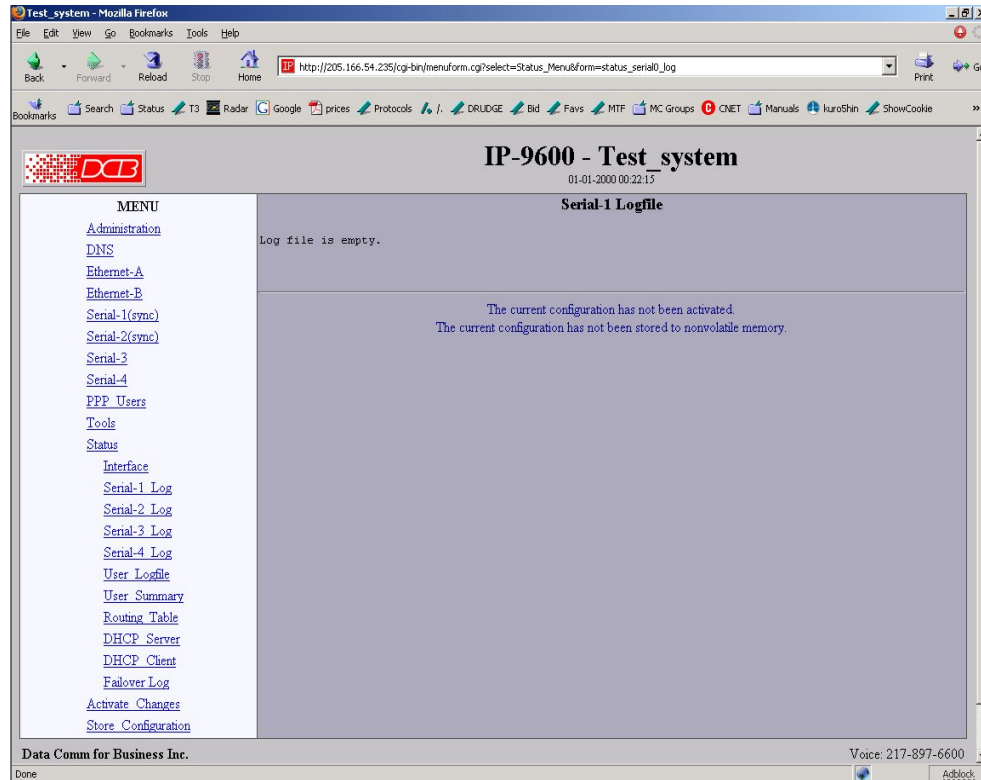 Test_system - Mozilla Firefox
File Edit View Go Bookmarks Tools Help
Back Forward Reload Stop Home
IP http://205.166.54.235/cgi-bin/menuform.cgi?select=Status_Menu&form=status_serial0_log
Print
Bookmarks Search Status T3 Radar Google prices Protocols /. DRUDGE Bid Favs MTF MC Groups CNET Manuals kuro5hin ShowCookie »
DCB
IP-9600 - Test_system
01-01-2000 00:22:15
MENU
Administration
DNS
Ethernet-A
Ethernet-B
Serial-1(sync)
Serial-2(sync)
Serial-3
Serial-4
PPP Users
Tools
Status
Interface
Serial-1 Log
Serial-2 Log
Serial-3 Log
Serial-4 Log
User Logfile
User Summary
Routing Table
DHCP Server
DHCP Client
Failover Log
Activate Changes
Store Configuration
Serial-1 Logfile
Log file is empty.
The current configuration has not been activated.
The current configuration has not been stored to nonvolatile memory.
Data Comm for Business Inc.
Voice: 217-897-6600
Done
Adblock